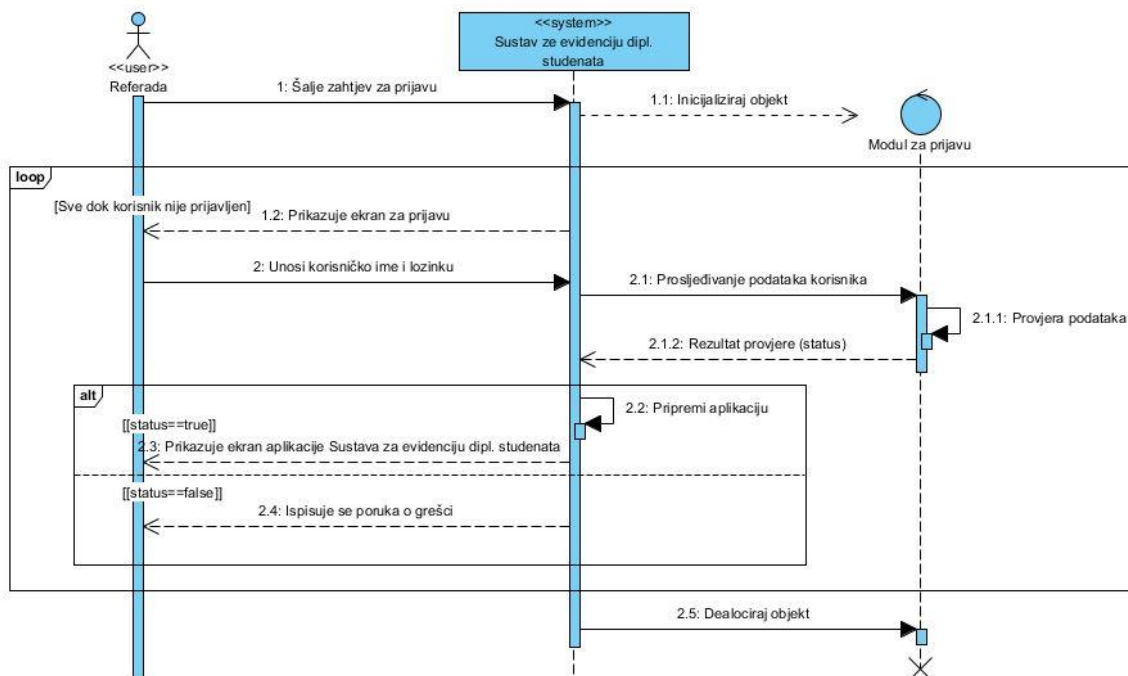 <<system>>
Sustav ze evidenciju dipl.
studenata
<<user>>
Referada
1: Šalje zahtjev za prijavu
1.1: Inicijaliziraj objekt
Modul za prijavu
loop
[Sve dok korisnik nije prijavljen]
1.2: Prikazuje ekran za prijavu
2: Unosi korisničko ime i lozinku
2.1: Prosljeđivanje podataka korisnika
2.1.1: Provjera podataka
2.1.2: Rezultat provjere (status)
alt
2.2: Pripremi aplikaciju
[[status==true]]
2.3: Prikazuje ekran aplikacije Sustava za evidenciju dipl. studenata
[[status==false]]
2.4: Ispisuje se poruka o grešci
2.5: Dealociraj objekt